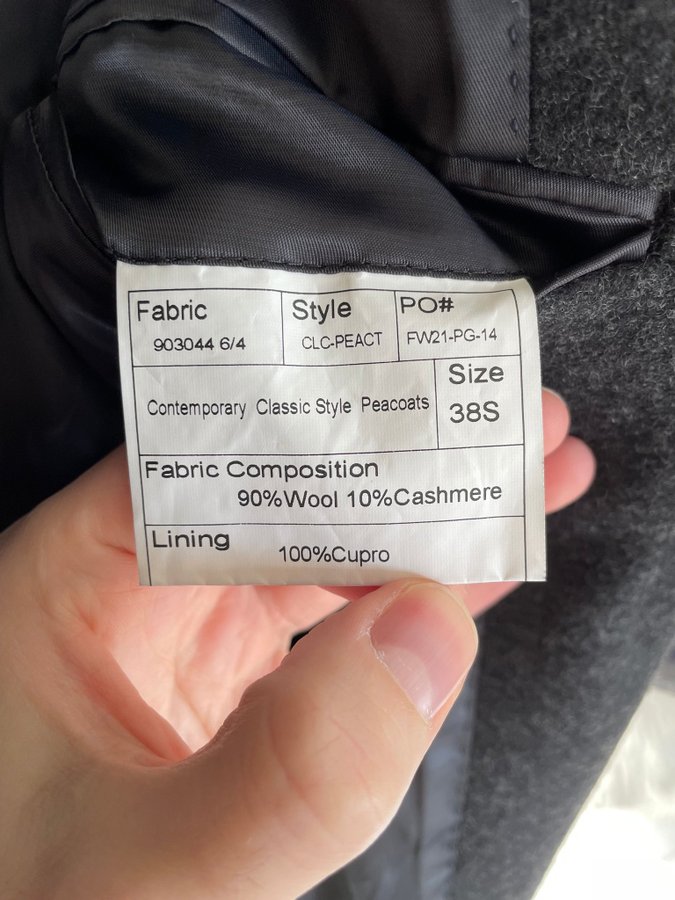 Fabric
903044 6/4
Style
CLC-PEACT
PO#
FW21-PG-14
Contemporary Classic Style Peacoats
Size
38S
Fabric Composition
90%Wool 10%Cashmere
Lining
100%Cupro